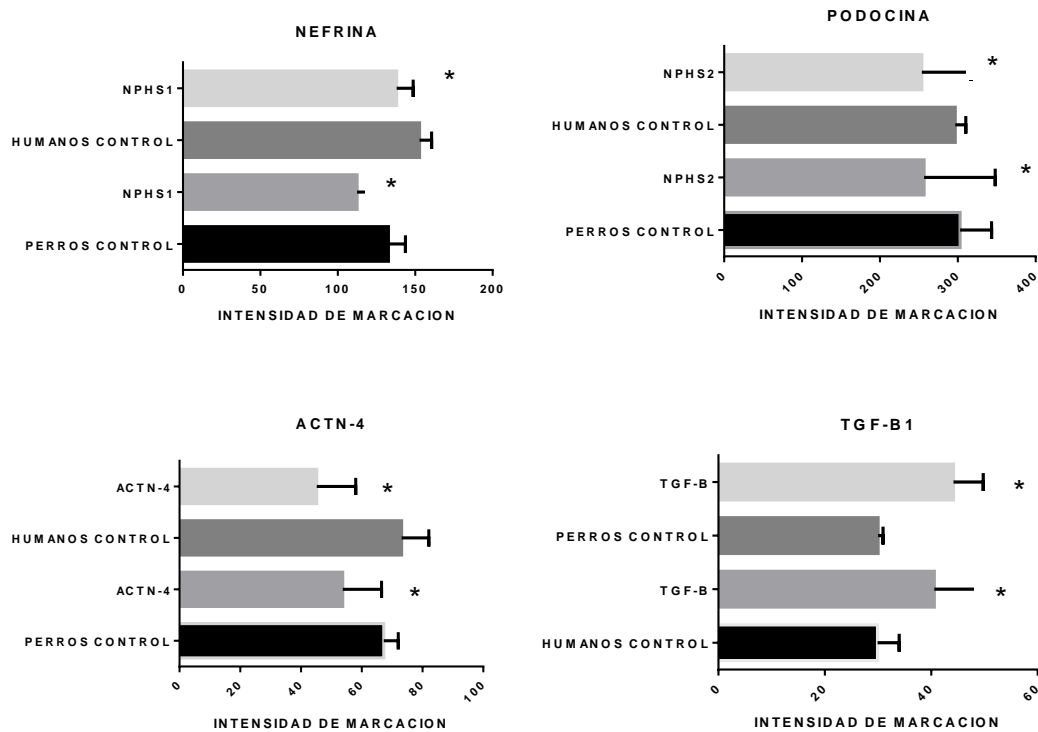 NEFRINA
NPHS1
*
HUMANOS CONTROL
NPHS1
*
PERROS CONTROL
0 50 100 150 200
INTENSIDAD DE MARCACION
PODOCINA
NPHS2
*
HUMANOS CONTROL
NPHS2
*
PERROS CONTROL
0 100 200 300 400
INTENSIDAD DE MARCACION
ACTN-4
ACTN-4
*
HUMANOS CONTROL
ACTN-4
*
PERROS CONTROL
0 20 40 60 80 100
INTENSIDAD DE MARCACION
TGF-B1
TGF-B
*
PERROS CONTROL
TGF-B
*
HUMANOS CONTROL
0 20 40 60
INTENSIDAD DE MARCACION